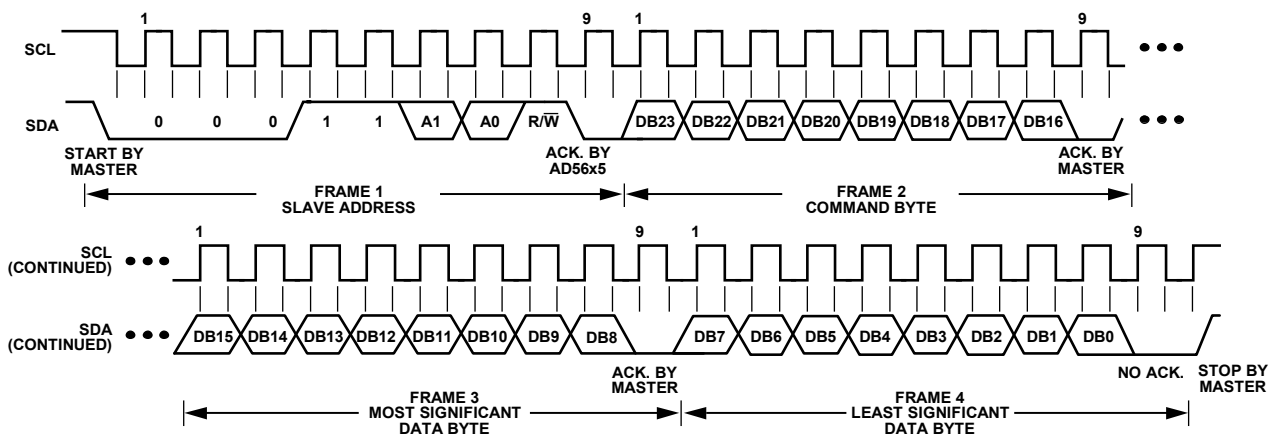 1 9 1 9
SCL
SDA
0 0 0 1 1 A1 A0 R/W̅ DB23 DB22 DB21 DB20 DB19 DB18 DB17 DB16
START BY
MASTER
ACK. BY
AD56x5
ACK. BY
MASTER
FRAME 1
SLAVE ADDRESS
FRAME 2
COMMAND BYTE
1 9 1 9
SCL
(CONTINUED)
SDA
(CONTINUED)
DB15 DB14 DB13 DB12 DB11 DB10 DB9 DB8 DB7 DB6 DB5 DB4 DB3 DB2 DB1 DB0
ACK. BY
MASTER
NO ACK.
STOP BY
MASTER
FRAME 3
MOST SIGNIFICANT
DATA BYTE
FRAME 4
LEAST SIGNIFICANT
DATA BYTE